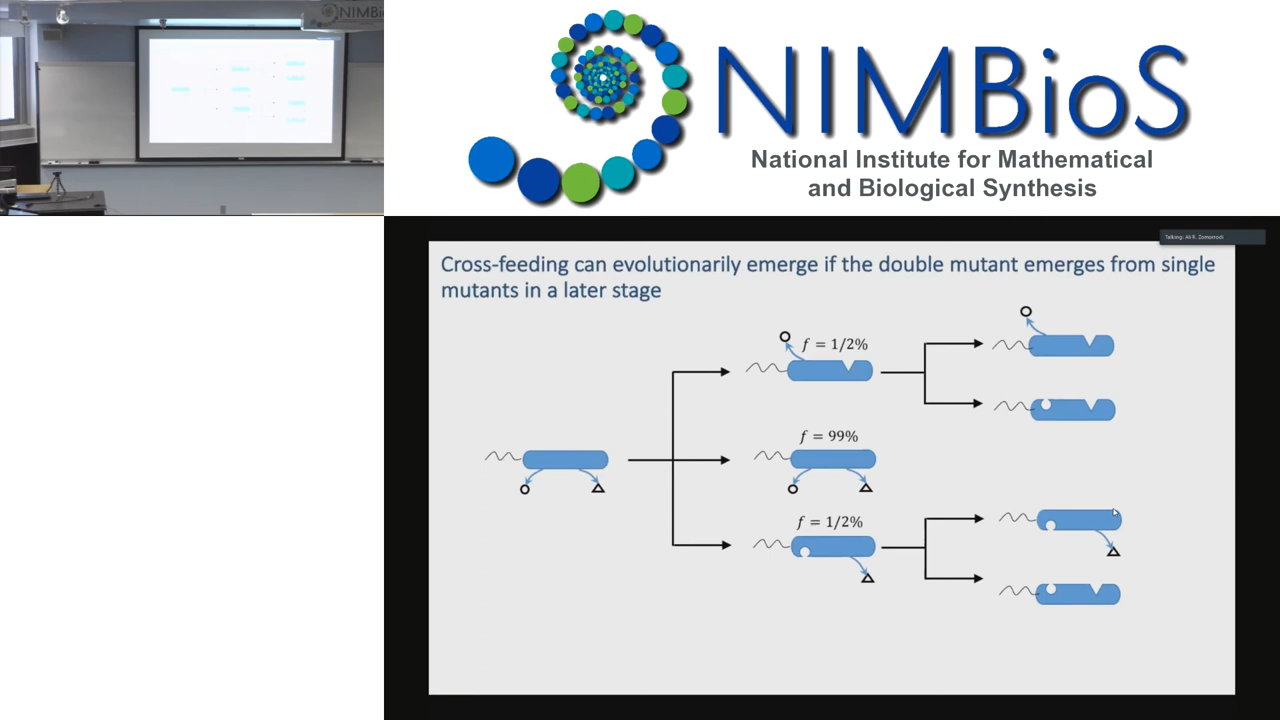 NIMBioS
NIMBioS
National Institute for Mathematical
and Biological Synthesis
Talking: Ali R. Zomorrodi
Cross-feeding can evolutionarily emerge if the double mutant emerges from single
mutants in a later stage
f = 1/2%
f = 99%
f = 1/2%